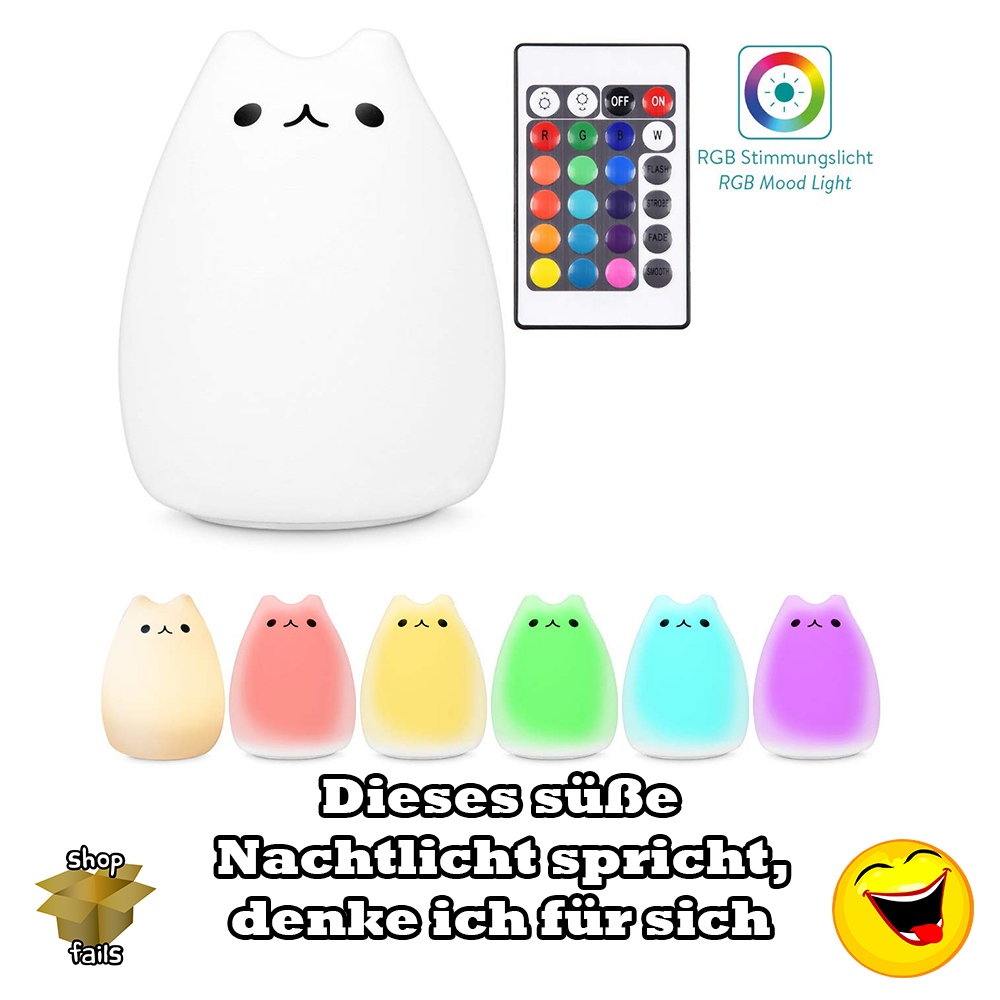 OFF ON
R G B W
FLASH
STROBE
FADE
SMOOTH
RGB Stimmungslicht
RGB Mood Light
Dieses süße
Nachtlicht spricht,
denke ich für sich
shop
fails